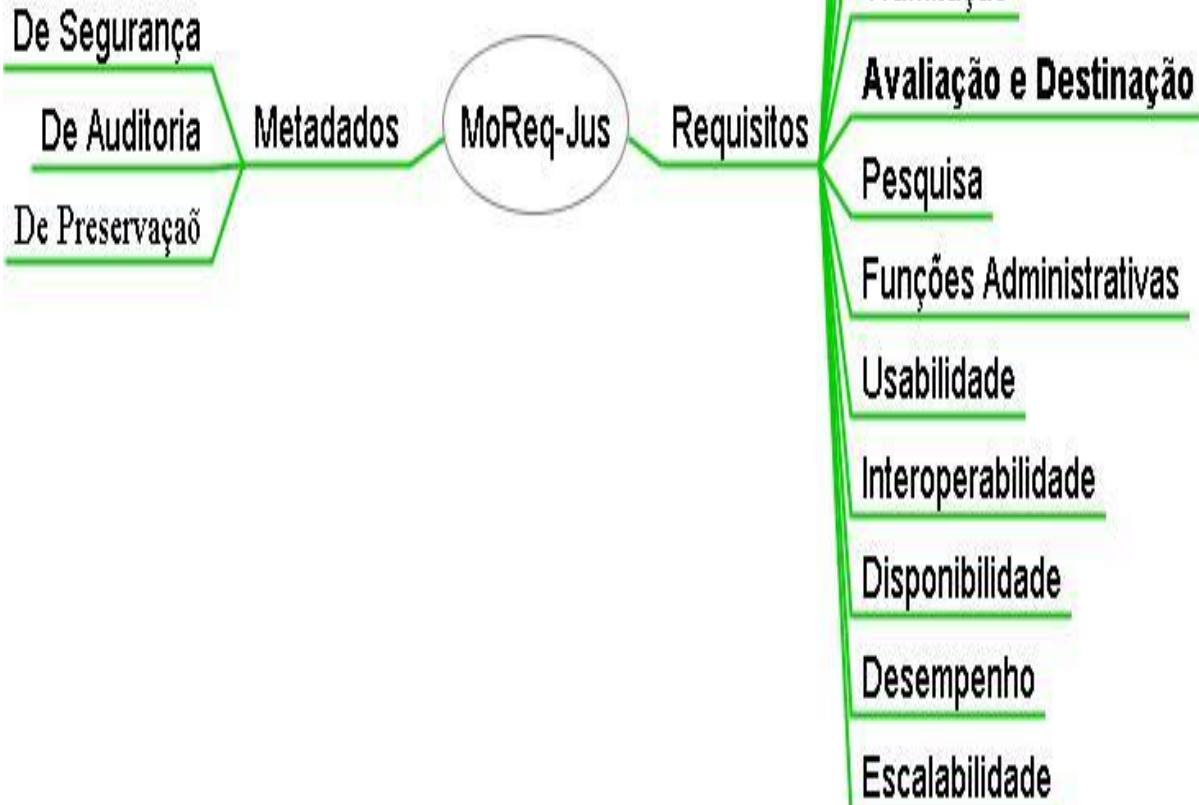 De Segurança
De Auditoria
De Preservaçaõ
Metadados
MoReq-Jus
Requisitos
Avaliação e Destinação
Pesquisa
Funções Administrativas
Usabilidade
Interoperabilidade
Disponibilidade
Desempenho
Escalabilidade